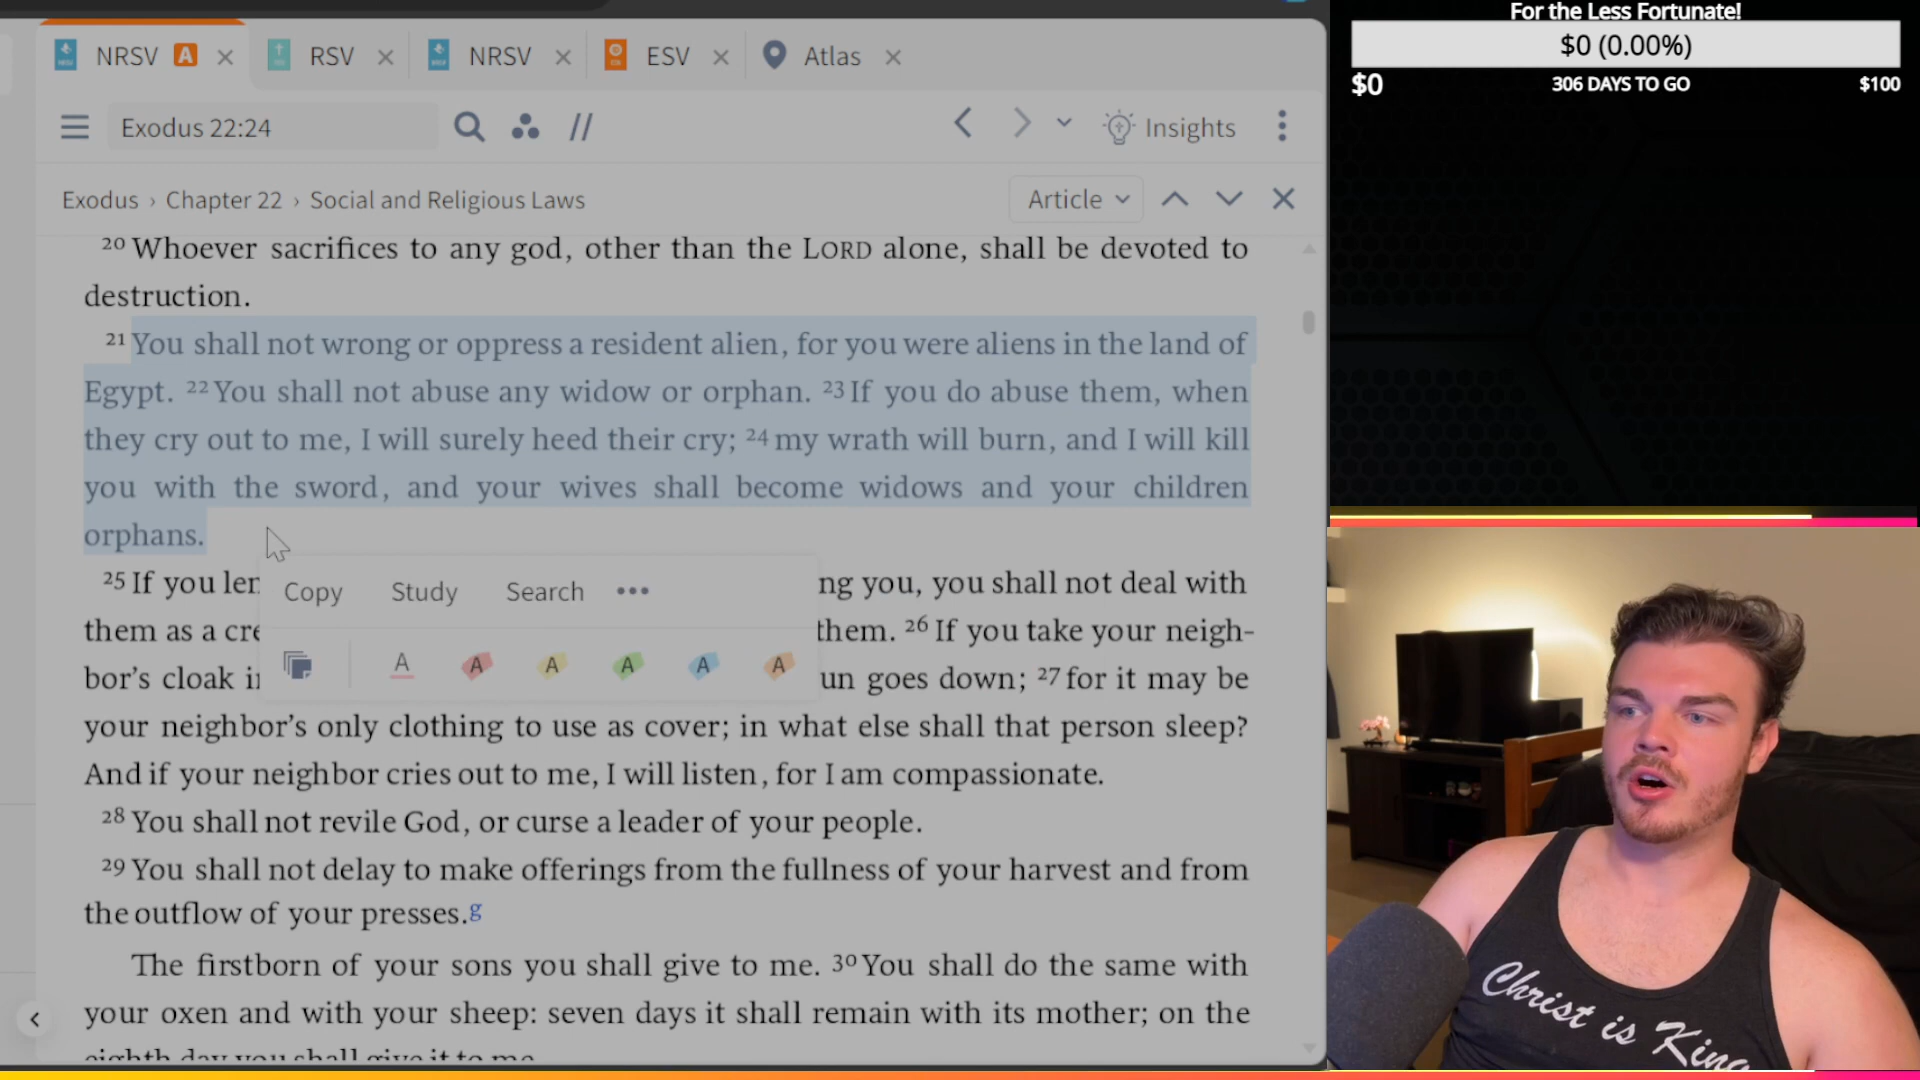 NRSV A
RSV
NRSV
ESV
Atlas
Exodus 22:24
Insights
Exodus › Chapter 22 › Social and Religious Laws
Article
20 Whoever sacrifices to any god, other than the LORD alone, shall be devoted to
destruction.
21 You shall not wrong or oppress a resident alien, for you were aliens in the land of
Egypt. 22 You shall not abuse any widow or orphan. 23 If you do abuse them, when
they cry out to me, I will surely heed their cry; 24 my wrath will burn, and I will kill
you with the sword, and your wives shall become widows and your children
orphans.
25 If you len
ng you, you shall not deal with
them as a cre
them. 26 If you take your neigh-
bor's cloak i
un goes down; 27 for it may be
your neighbor's only clothing to use as cover; in what else shall that person sleep?
And if your neighbor cries out to me, I will listen, for I am compassionate.
28 You shall not revile God, or curse a leader of your people.
29 You shall not delay to make offerings from the fullness of your harvest and from
the outflow of your presses.g
The firstborn of your sons you shall give to me. 30 You shall do the same with
your oxen and with your sheep: seven days it shall remain with its mother; on the
eighth day you shall give it to me.
Copy Study Search •••
A A A A A A
For the Less Fortunate!
$0 (0.00%)
$0 306 DAYS TO GO $100
Christ is King